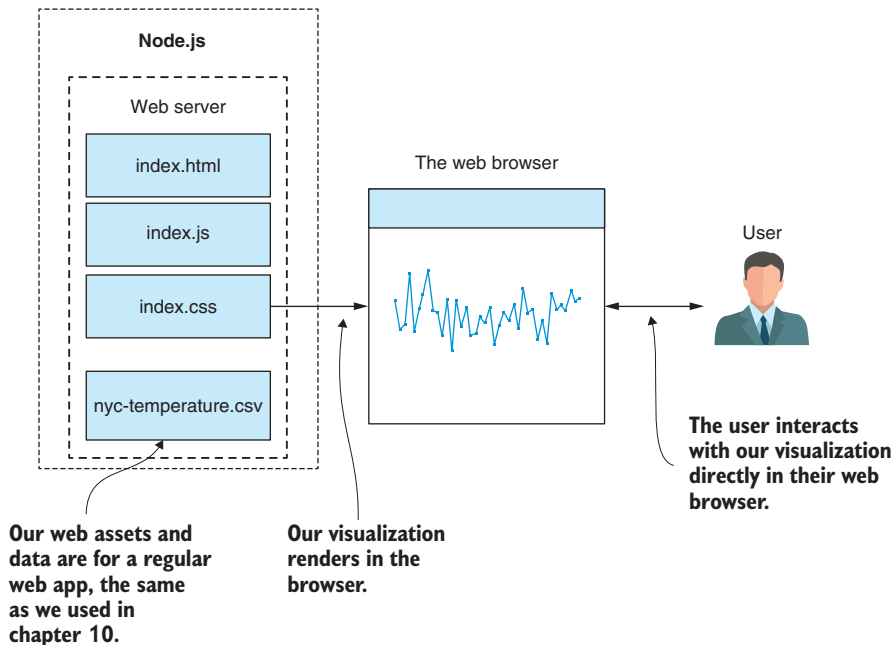 Node.js
Web server
index.html
index.js
index.css
nyc-temperature.csv
The web browser
User
Our web assets and
data are for a regular
web app, the same
as we used in
chapter 10.
Our visualization
renders in the
browser.
The user interacts
with our visualization
directly in their web
browser.